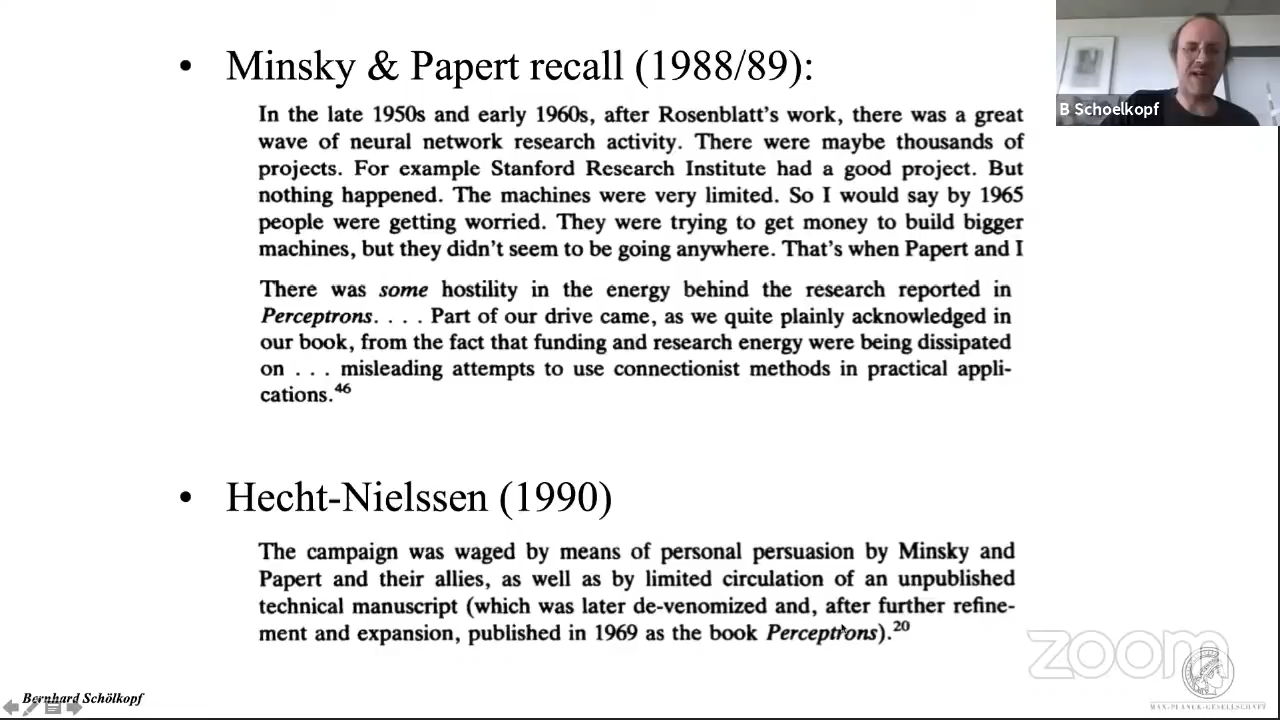 • Minsky & Papert recall (1988/89):
In the late 1950s and early 1960s, after Rosenblatt's work, there was a great
wave of neural network research activity. There were maybe thousands of
projects. For example Stanford Research Institute had a good project. But
nothing happened. The machines were very limited. So I would say by 1965
people were getting worried. They were trying to get money to build bigger
machines, but they didn't seem to be going anywhere. That's when Papert and I
There was some hostility in the energy behind the research reported in
Perceptrons. . . . Part of our drive came, as we quite plainly acknowledged in
our book, from the fact that funding and research energy were being dissipated
on . . . misleading attempts to use connectionist methods in practical appli-
cations.46
• Hecht-Nielssen (1990)
The campaign was waged by means of personal persuasion by Minsky and
Papert and their allies, as well as by limited circulation of an unpublished
technical manuscript (which was later de-venomized and, after further refine-
ment and expansion, published in 1969 as the book Perceptrons).20
B Schoelkopf
zoom
Bernhard Schölkopf
MAX-PLANCK-GESELLSCHAFT